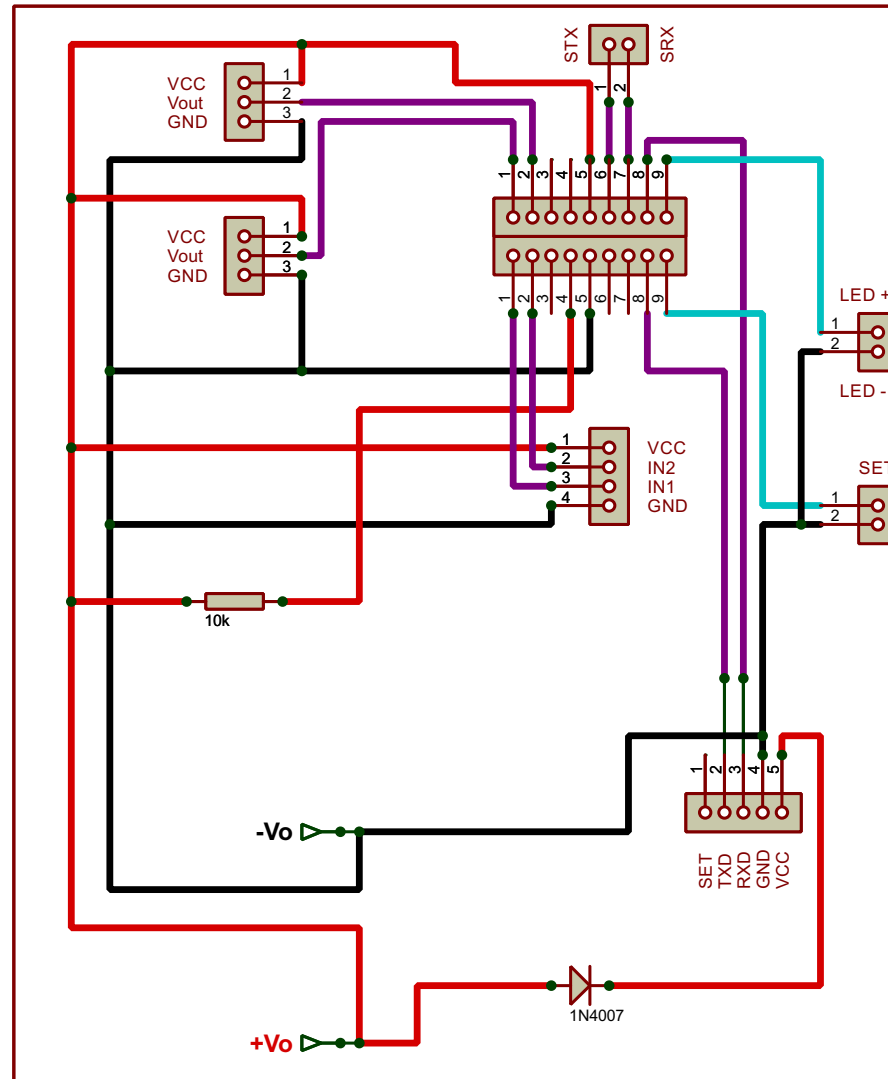 STX
SRX
1
2
VCC
Vout
GND
1
2
3
1
2
3
4
5
6
7
8
9
VCC
Vout
GND
1
2
3
1
2
3
4
5
6
7
8
9
LED +
1
2
LED -
1
2
3
4
VCC
IN2
IN1
GND
SET
1
2
10k
1
2
3
4
5
SET
TXD
RXD
GND
VCC
-Vo
1N4007
+Vo